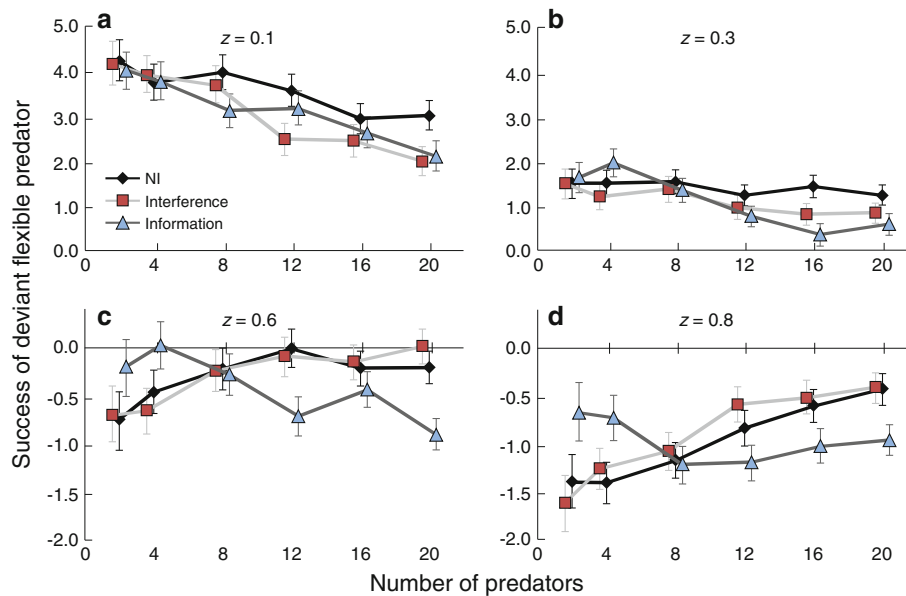 a
z = 0.1
5.0
4.0
3.0
2.0
1.0
0.0
NI
Interference
Information
0 4 8 12 16 20
b
z = 0.3
5.0
4.0
3.0
2.0
1.0
0.0
0 4 8 12 16 20
c
z = 0.6
0.0
-0.5
-1.0
-1.5
-2.0
0 4 8 12 16 20
d
z = 0.8
0.0
-0.5
-1.0
-1.5
-2.0
0 4 8 12 16 20
Success of deviant flexible predator
Number of predators